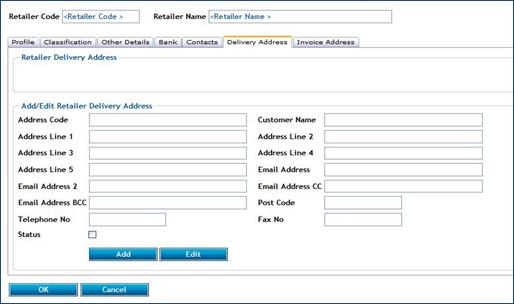 Retailer Code <Retailer Code > Retailer Name <Retailer Name >
Profile Classification Other Details Bank Contacts Delivery Address Invoice Address
Retailer Delivery Address
Add/Edit Retailer Delivery Address
Address Code Customer Name
Address Line 1 Address Line 2
Address Line 3 Address Line 4
Address Line 5 Email Address
Email Address 2 Email Address CC
Email Address BCC Post Code
Telephone No Fax No
Status
Add Edit
OK Cancel